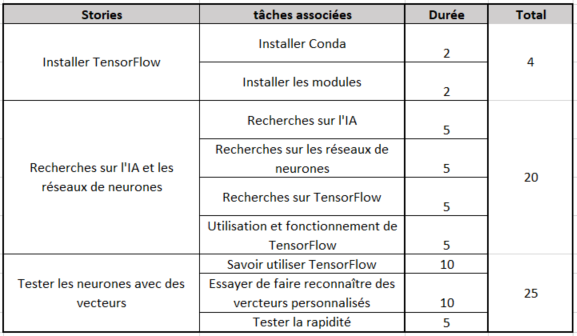 Stories tâches associées Durée Total
Installer TensorFlow
Installer Conda
2
Installer les modules
2
4
Recherches sur l'IA et les
réseaux de neurones
Recherches sur l'IA
5
Recherches sur les réseaux de
neurones
5
Recherches sur TensorFlow
5
Utilisation et fonctionnement de
TensorFlow
5
20
Tester les neurones avec des
vecteurs
Savoir utiliser TensorFlow
10
Essayer de faire reconnaître des
vercteurs personnalisés
10
Tester la rapidité
5
25